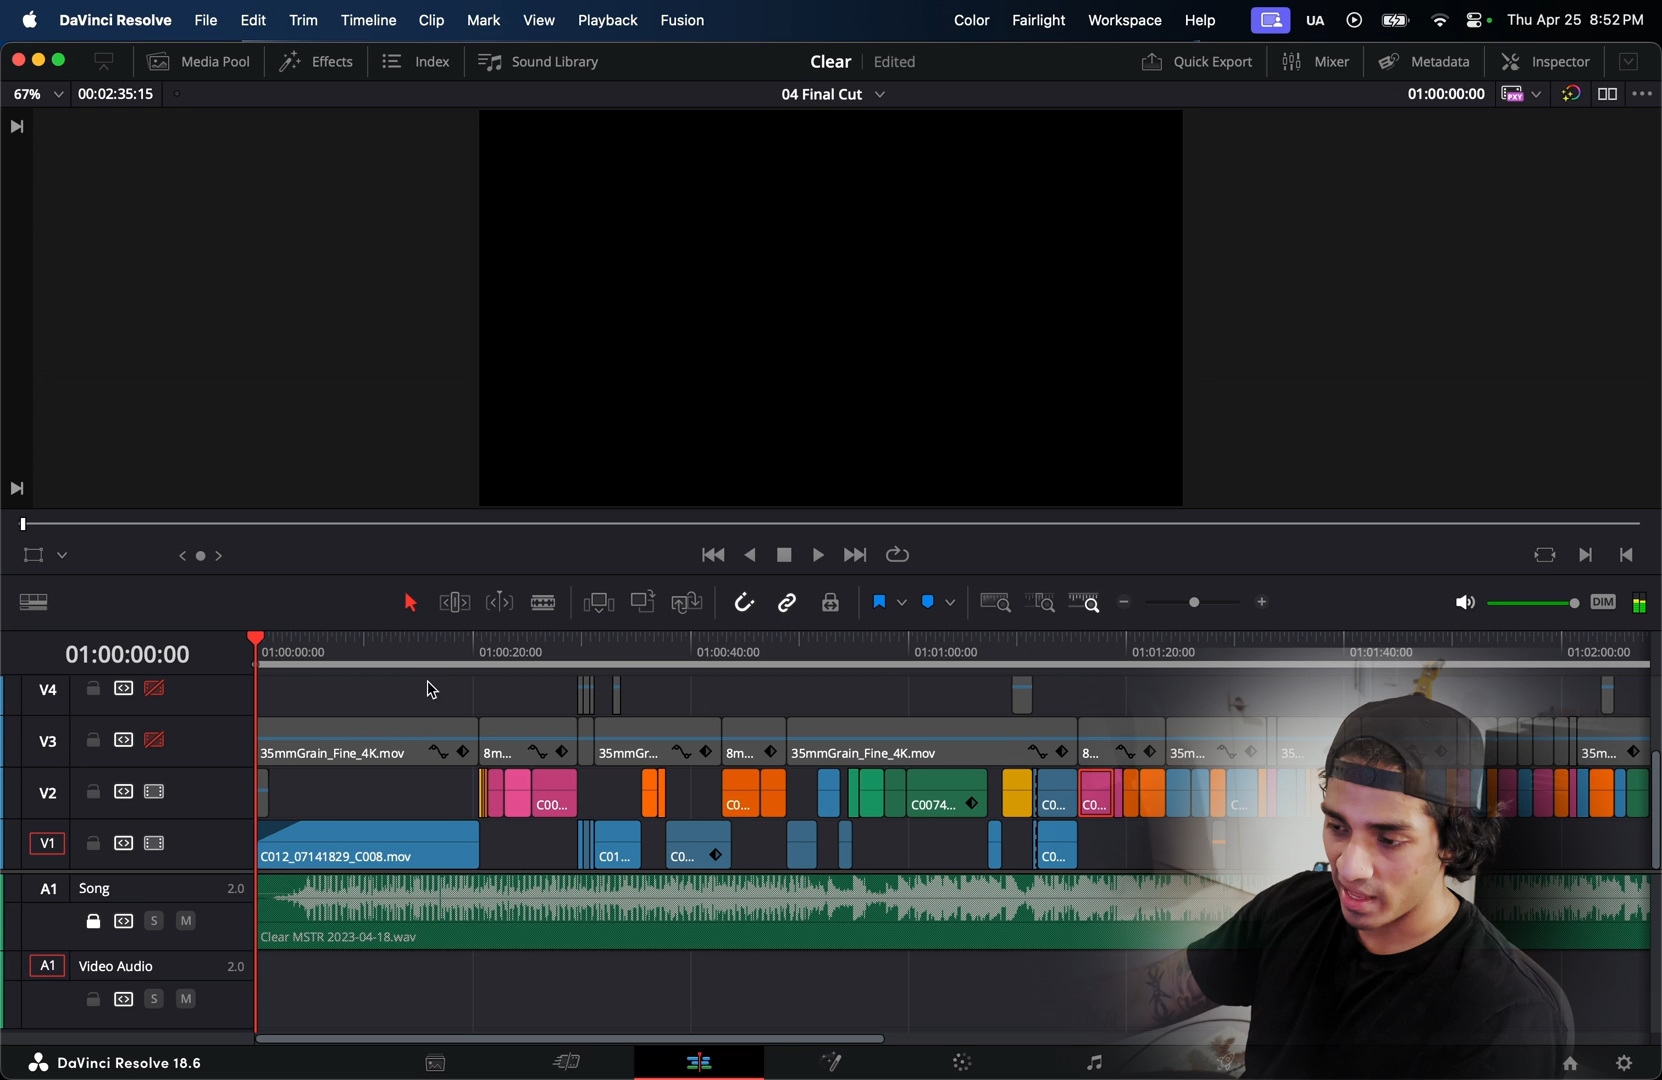 DaVinci Resolve File Edit Trim Timeline Clip Mark View Playback Fusion Color Fairlight Workspace Help UA Thu Apr 25 8:52 PM
Media Pool Effects Index Sound Library Clear Edited Quick Export Mixer Metadata Inspector
67% 00:02:35:15 04 Final Cut 01:00:00:00 PXY
DIM
01:00:00:00 01:00:00:00 01:00:20:00 01:00:40:00 01:01:00:00 01:01:20:00 01:01:40:00 01:02:00:00
V4
V3 35mmGrain_Fine_4K.mov 8m... 35mmGr... 8m... 35mmGrain_Fine_4K.mov 8... 35m... 35... 35m...
V2 C00... C0... C0074... C0... C0... C...
V1 C012_07141829_C008.mov C01... C0... C0...
A1 Song 2.0
S M
Clear MSTR 2023-04-18.wav
A1 Video Audio 2.0
S M
DaVinci Resolve 18.6